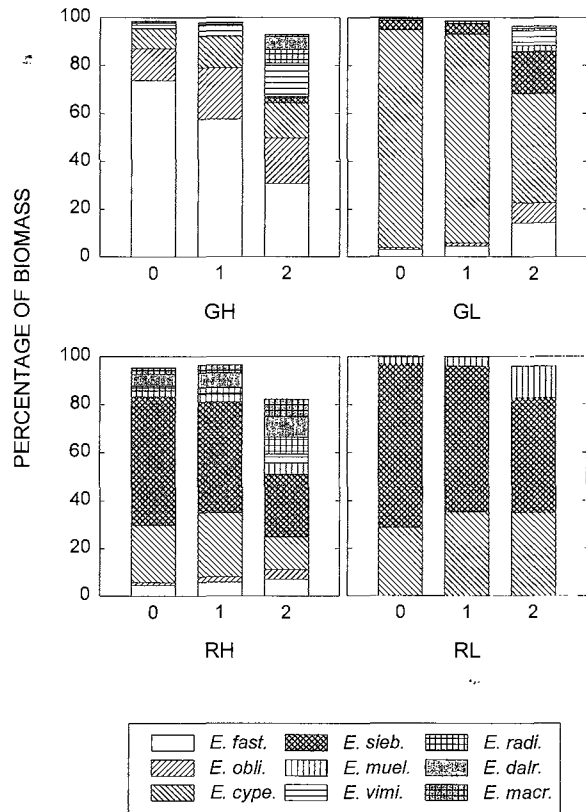 PERCENTAGE OF BIOMASS
100
80
60
40
20
0
0 1 2
GH
0 1 2
GL
100
80
60
40
20
0
0 1 2
RH
0 1 2
RL
E. fast. E. sieb. E. radi.
E. obli. E. muel. E. dalr.
E. cype. E. vimi. E. macr.